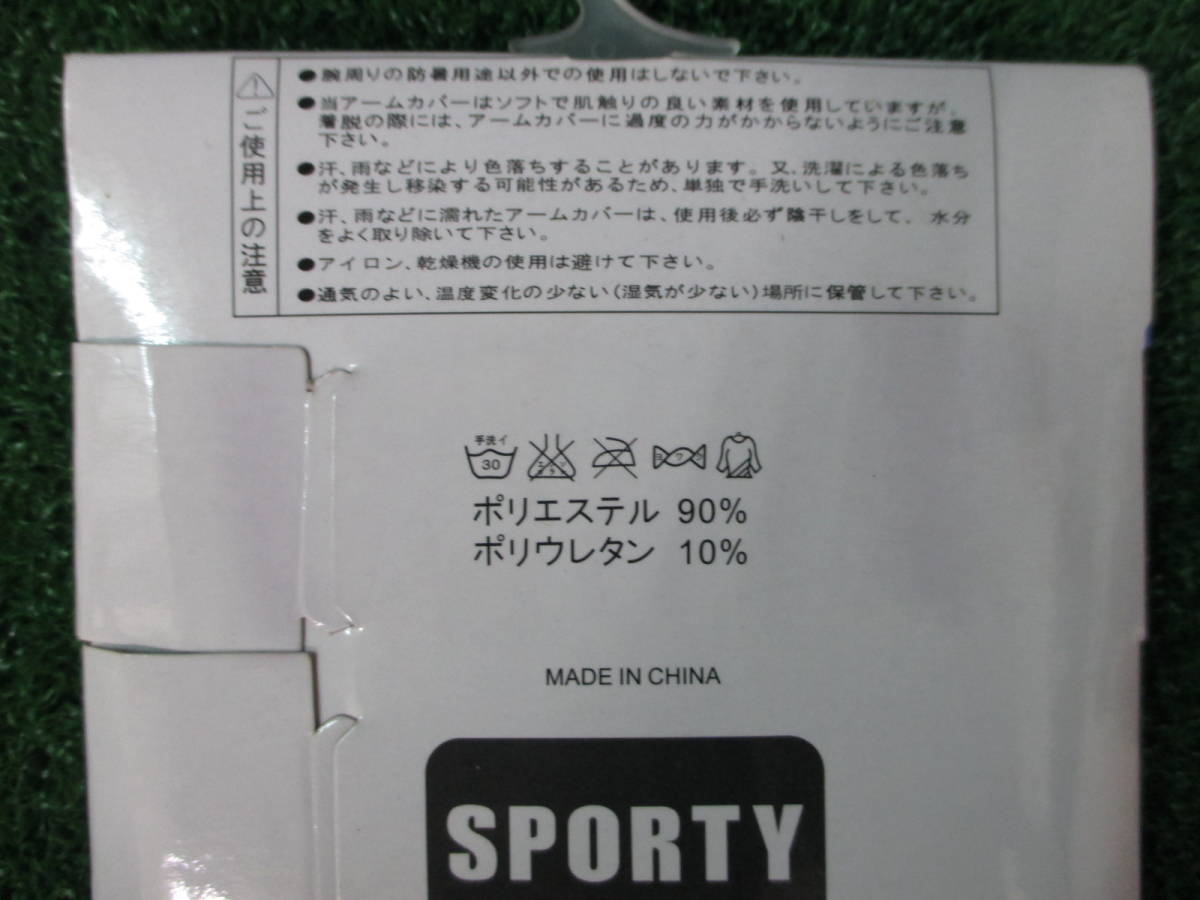 ご使用上の注意
●腕周りの防暑用途以外での使用はしないで下さい。
●当アームカバーはソフトで肌触りの良い素材を使用していますが、
着脱の際には、アームカバーに過度の力がかからないようにご注意
下さい。
●汗、雨などにより色落ちすることがあります。又、洗濯による色落ち
が発生し移染する可能性があるため、単独で手洗いして下さい。
●汗、雨などに濡れたアームカバーは、使用後必ず陰干しをして、水分
をよく取り除いて下さい。
●アイロン、乾燥機の使用は避けて下さい。
●通気のよい、温度変化の少ない(湿気が少ない)場所に保管して下さい。
手洗イ
30
エンソ
ヨワク
ポリエステル 90%
ポリウレタン 10%
MADE IN CHINA
SPORTY